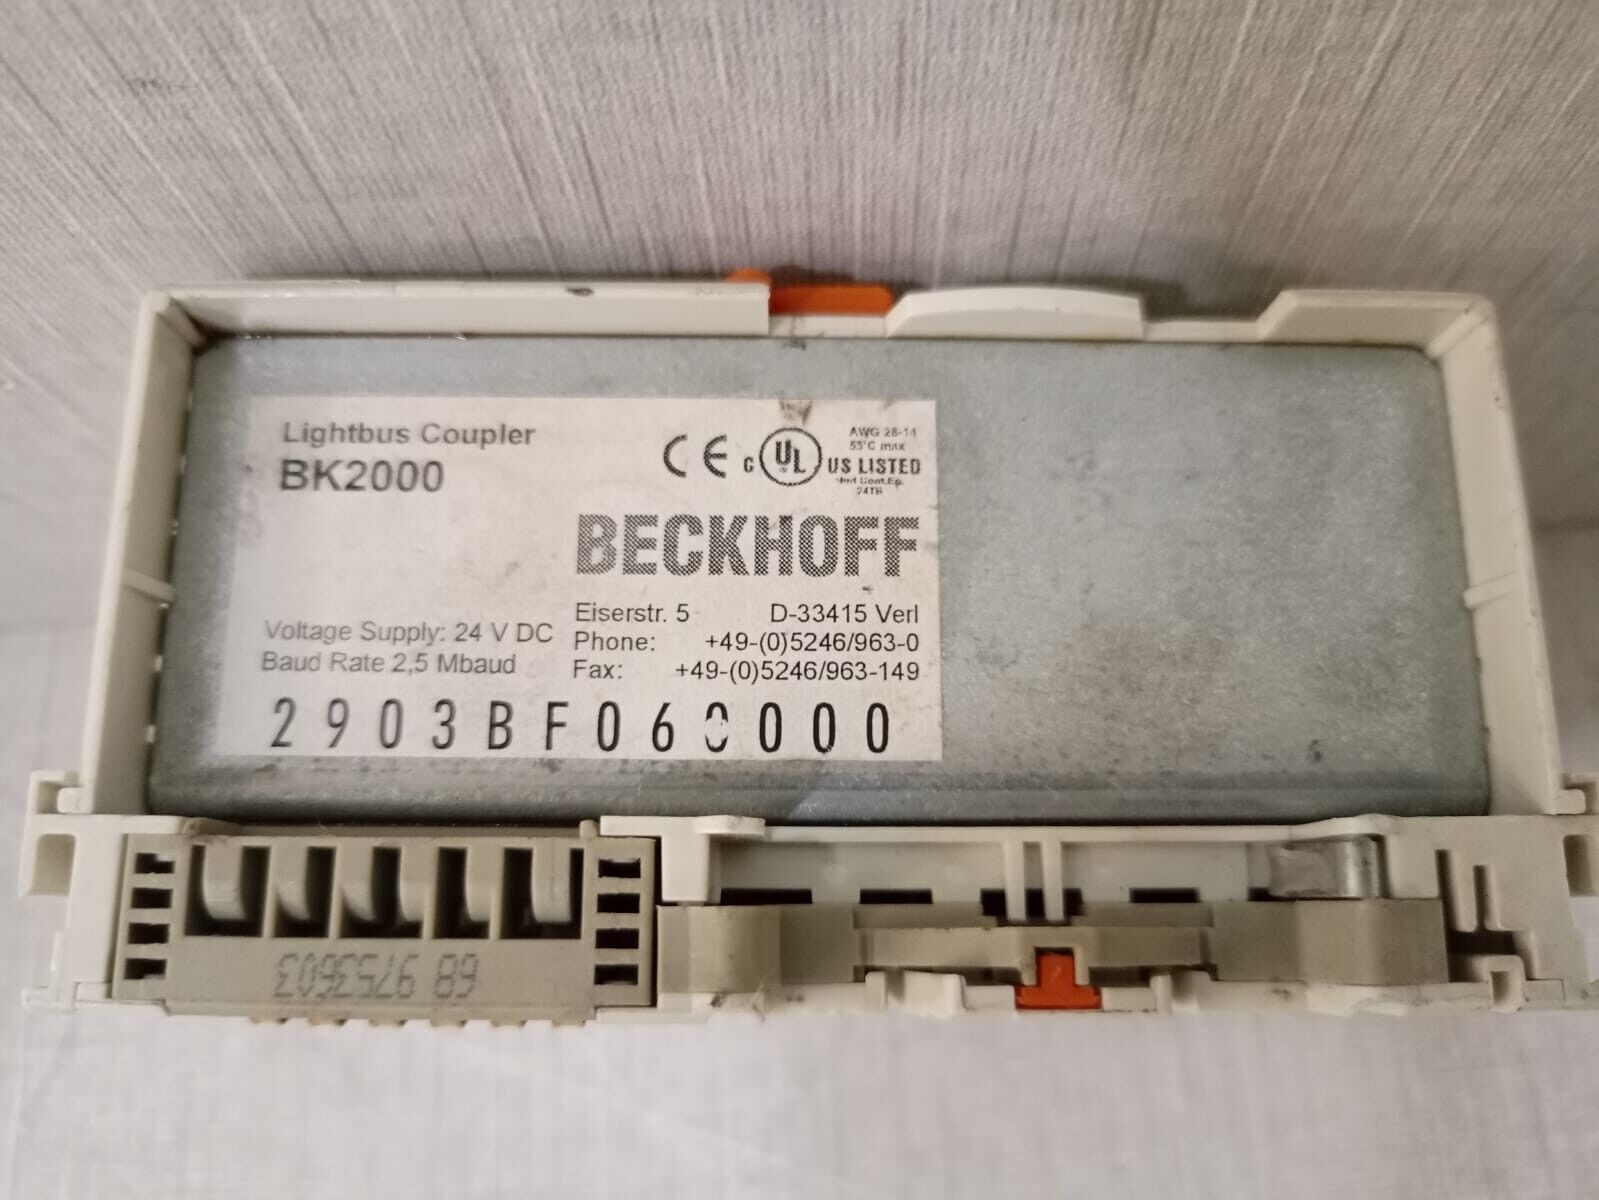 Lightbus Coupler
BK2000
CE
c UL US LISTED
AWG 28-14
55°C max
24TB
BECKHOFF
Eiserstr. 5 D-33415 Verl
Phone: +49-(0)5246/963-0
Fax: +49-(0)5246/963-149
Voltage Supply: 24 V DC
Baud Rate 2,5 Mbaud
2903BF060000